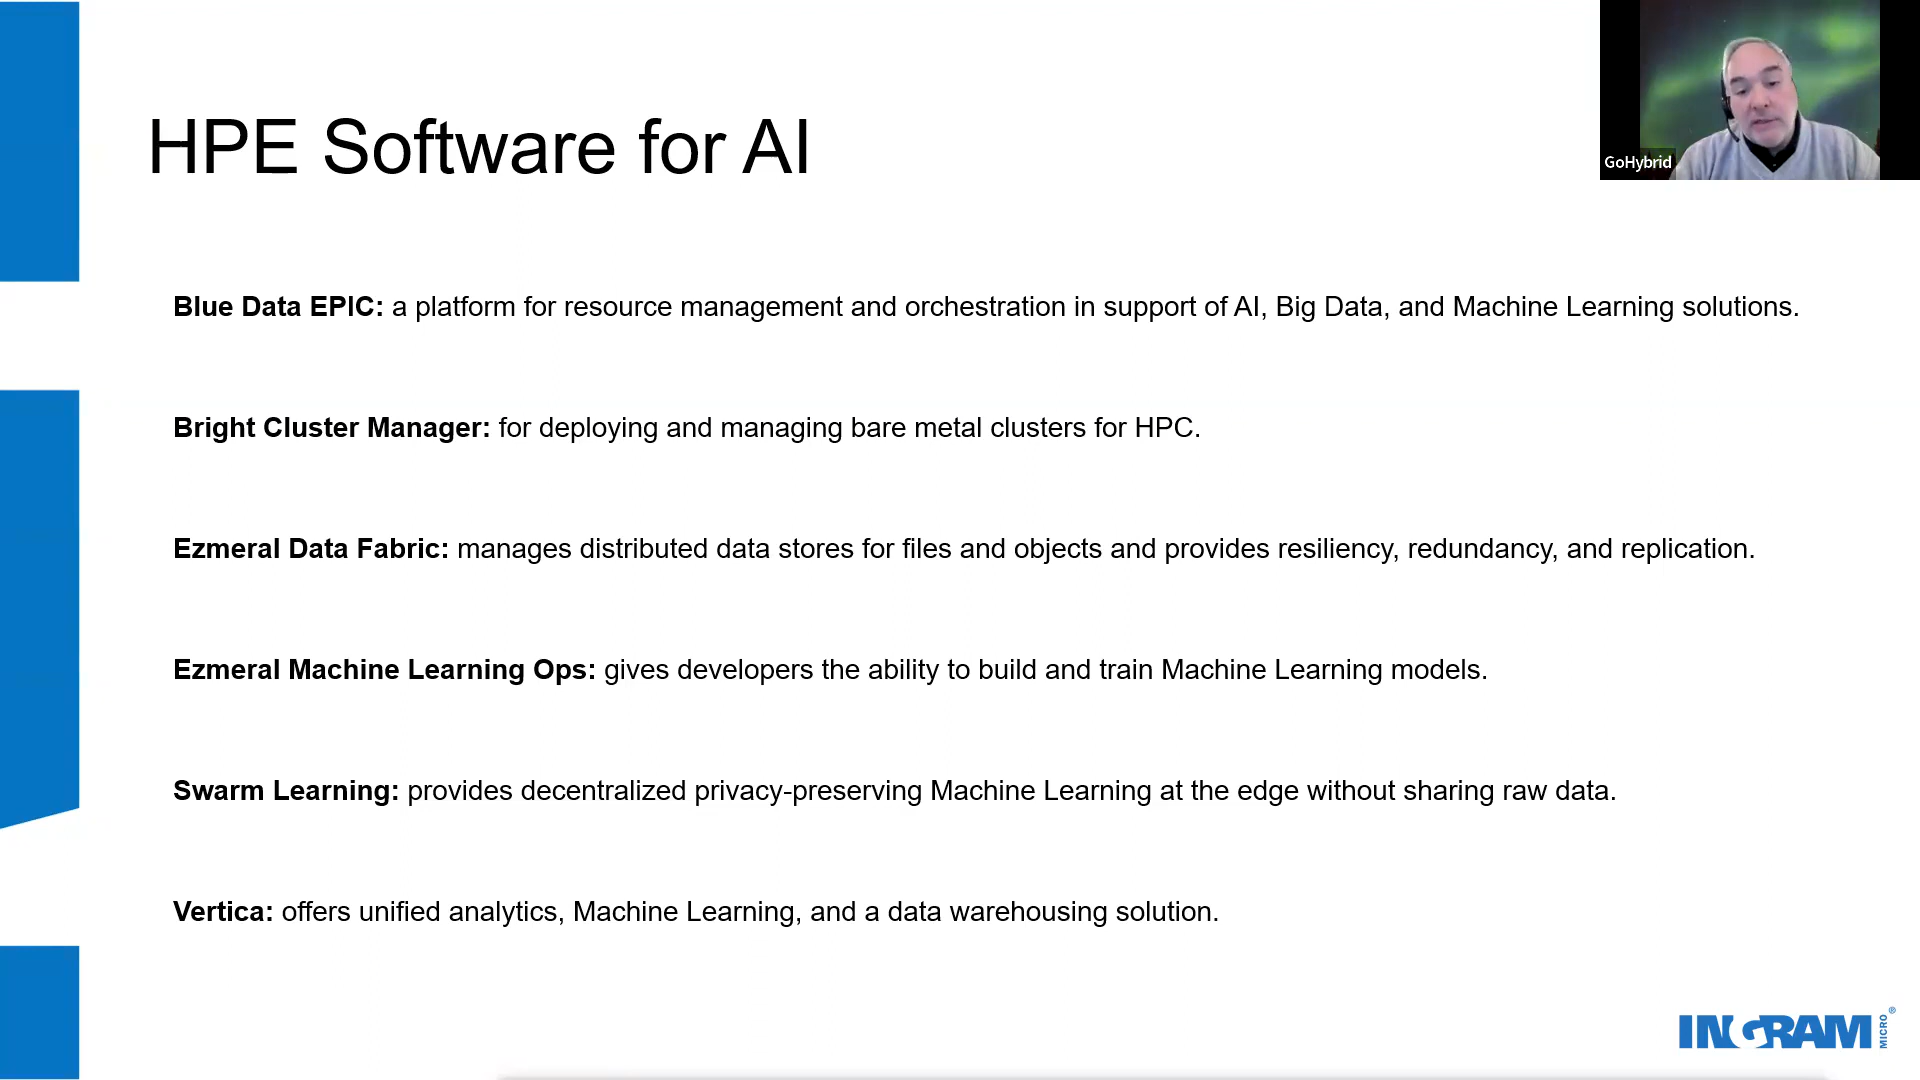 HPE Software for AI
GoHybrid
Blue Data EPIC: a platform for resource management and orchestration in support of AI, Big Data, and Machine Learning solutions.
Bright Cluster Manager: for deploying and managing bare metal clusters for HPC.
Ezmeral Data Fabric: manages distributed data stores for files and objects and provides resiliency, redundancy, and replication.
Ezmeral Machine Learning Ops: gives developers the ability to build and train Machine Learning models.
Swarm Learning: provides decentralized privacy-preserving Machine Learning at the edge without sharing raw data.
Vertica: offers unified analytics, Machine Learning, and a data warehousing solution.
INGRAM MICRO®